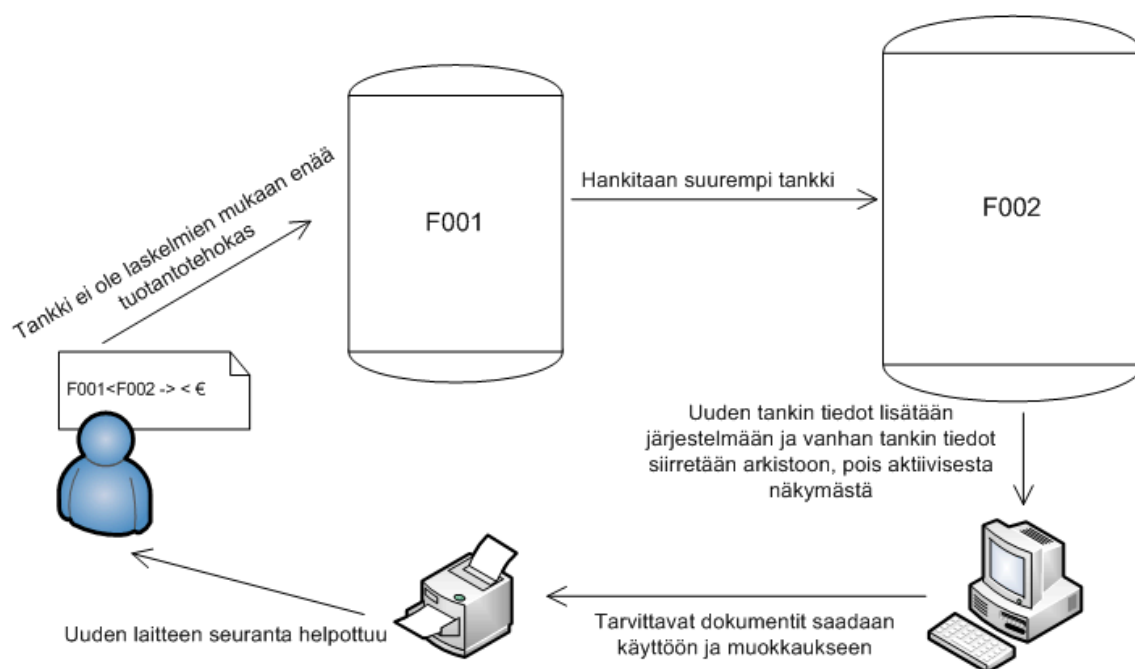 Tankki ei ole laskelmien mukaan enää
tuotantotehokas
F001
Hankitaan suurempi tankki
F002
F001<F002 -> < €
Uuden tankin tiedot lisätään
järjestelmään ja vanhan tankin tiedot
siirretään arkistoon, pois aktiivisesta
näkymästä
Tarvittavat dokumentit saadaan
käyttöön ja muokkaukseen
Uuden laitteen seuranta helpottuu